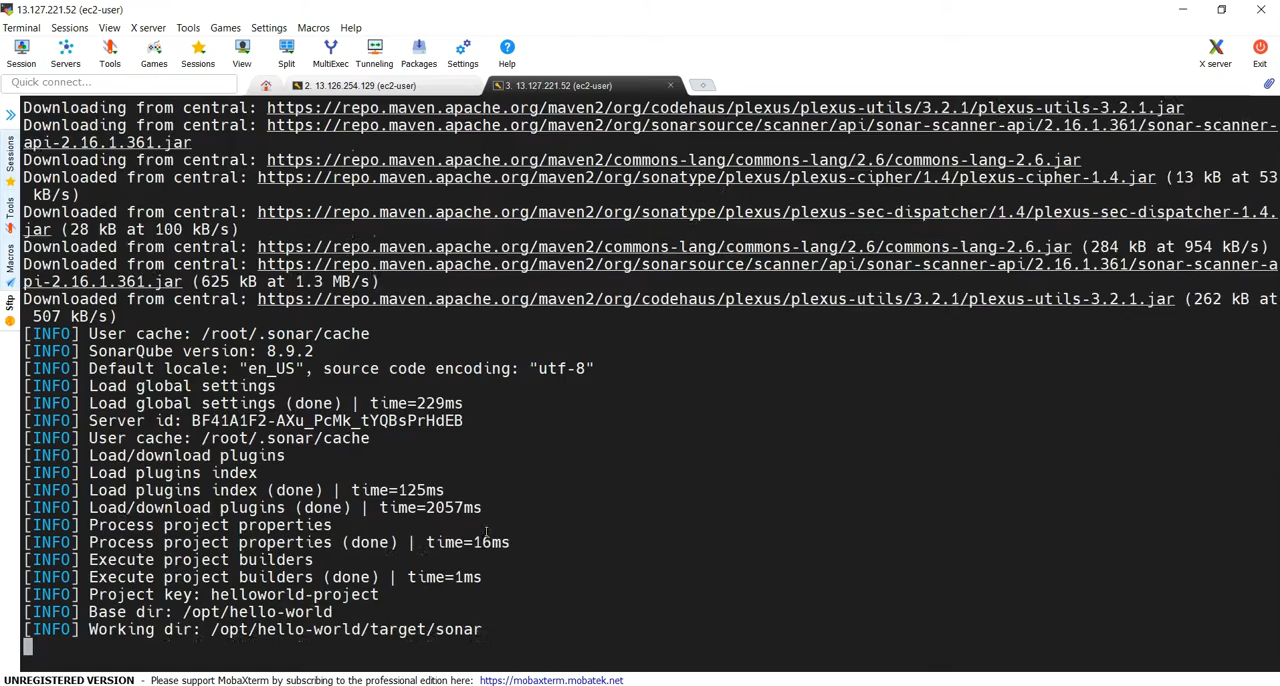 13.127.221.52 (ec2-user)
Terminal Sessions View X server Tools Games Settings Macros Help
Session Servers Tools Games Sessions View Split MultiExec Tunneling Packages Settings Help X server Exit
Quick connect...
2. 13.126.254.129 (ec2-user)
3. 13.127.221.52 (ec2-user)
Sessions
Tools
Macros
Sftp
Downloading from central: https://repo.maven.apache.org/maven2/org/codehaus/plexus/plexus-utils/3.2.1/plexus-utils-3.2.1.jar
Downloading from central: https://repo.maven.apache.org/maven2/org/sonarsource/scanner/api/sonar-scanner-api/2.16.1.361/sonar-scanner-
api-2.16.1.361.jar
Downloading from central: https://repo.maven.apache.org/maven2/commons-lang/commons-lang/2.6/commons-lang-2.6.jar
Downloaded from central: https://repo.maven.apache.org/maven2/org/sonatype/plexus/plexus-cipher/1.4/plexus-cipher-1.4.jar (13 kB at 53
kB/s)
Downloaded from central: https://repo.maven.apache.org/maven2/org/sonatype/plexus/plexus-sec-dispatcher/1.4/plexus-sec-dispatcher-1.4.
jar (28 kB at 100 kB/s)
Downloaded from central: https://repo.maven.apache.org/maven2/commons-lang/commons-lang/2.6/commons-lang-2.6.jar (284 kB at 954 kB/s)
Downloaded from central: https://repo.maven.apache.org/maven2/org/sonarsource/scanner/api/sonar-scanner-api/2.16.1.361/sonar-scanner-a
pi-2.16.1.361.jar (625 kB at 1.3 MB/s)
Downloaded from central: https://repo.maven.apache.org/maven2/org/codehaus/plexus/plexus-utils/3.2.1/plexus-utils-3.2.1.jar (262 kB at
507 kB/s)
[INFO] User cache: /root/.sonar/cache
[INFO] SonarQube version: 8.9.2
[INFO] Default locale: "en_US", source code encoding: "utf-8"
[INFO] Load global settings
[INFO] Load global settings (done) | time=229ms
[INFO] Server id: BF41A1F2-AXu_PcMk_tYQBsPrHdEB
[INFO] User cache: /root/.sonar/cache
[INFO] Load/download plugins
[INFO] Load plugins index
[INFO] Load plugins index (done) | time=125ms
[INFO] Load/download plugins (done) | time=2057ms
[INFO] Process project properties
[INFO] Process project properties (done) | time=16ms
[INFO] Execute project builders
[INFO] Execute project builders (done) | time=1ms
[INFO] Project key: helloworld-project
[INFO] Base dir: /opt/hello-world
[INFO] Working dir: /opt/hello-world/target/sonar
UNREGISTERED VERSION - Please support MobaXterm by subscribing to the professional edition here: https://mobaxterm.mobatek.net